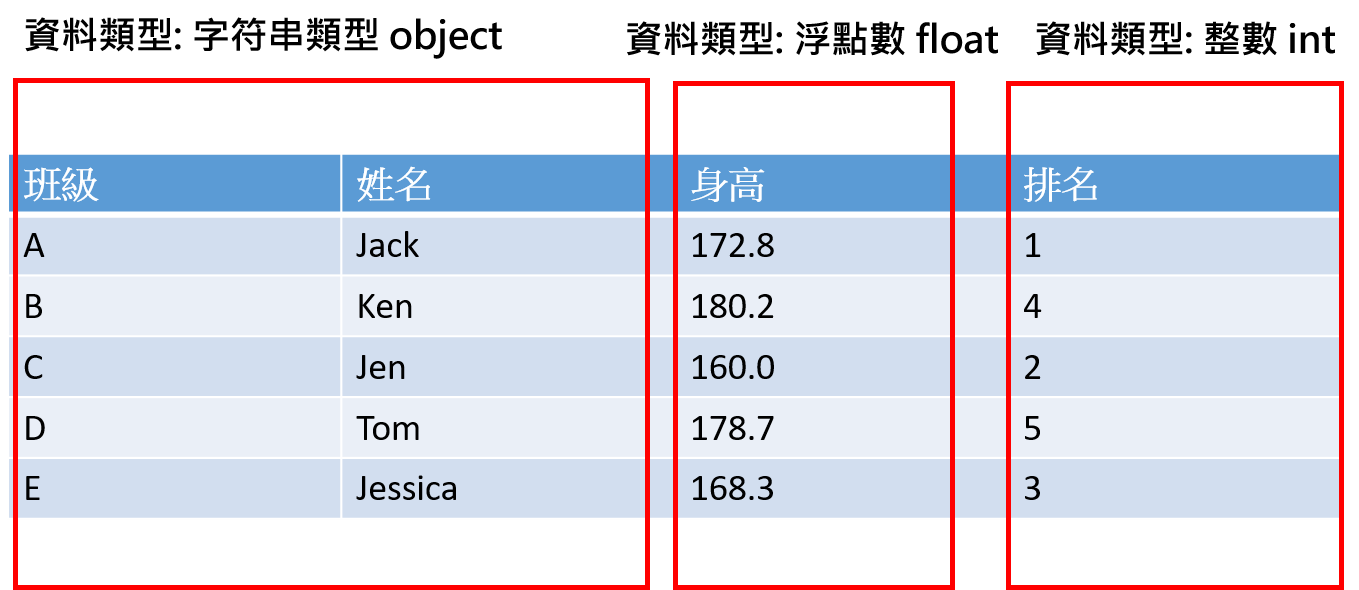 資料類型: 字符串類型 object 資料類型: 浮點數 float 資料類型: 整數 int
班級 姓名 身高 排名
A Jack 172.8 1
B Ken 180.2 4
C Jen 160.0 2
D Tom 178.7 5
E Jessica 168.3 3